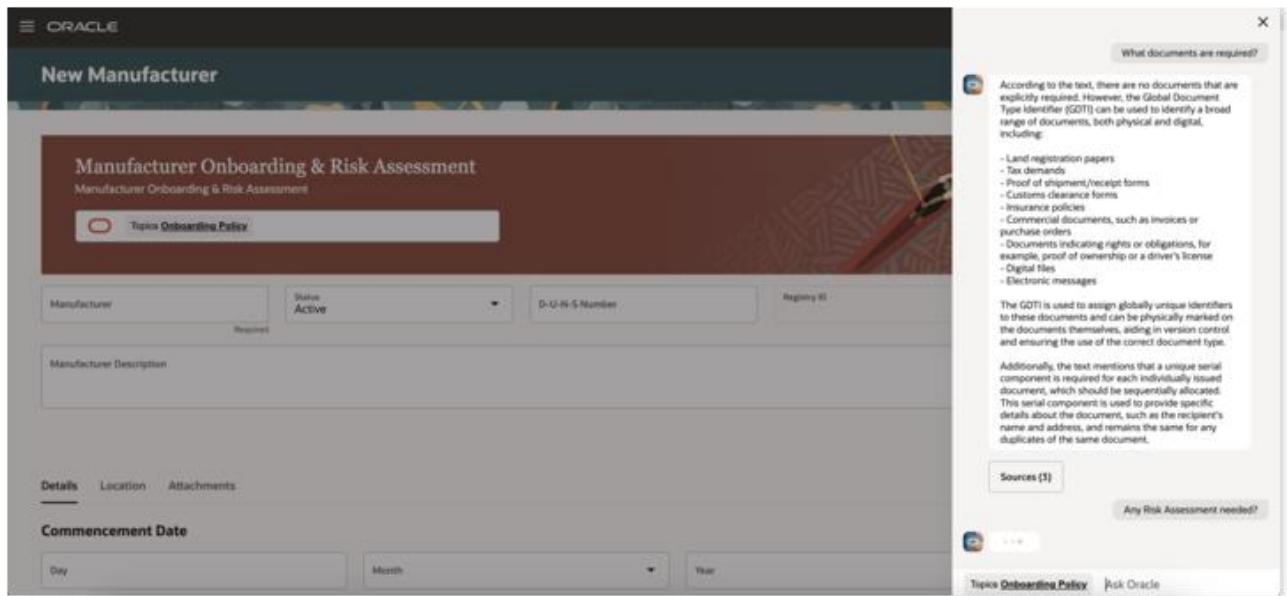 ORACLE
New Manufacturer
Manufacturer Onboarding & Risk Assessment
Manufacturer Onboarding & Risk Assessment
Topics Onboarding Policy
Manufacturer
Required
Status
Active
D-U-N-S Number
Registry ID
Manufacturer Description
Details Location Attachments
Commencement Date
Day
Month
Year
What documents are required?
According to the text, there are no documents that are
explicitly required. However, the Global Document
Type Identifier (GDTI) can be used to identify a broad
range of documents, both physical and digital,
including:
- Land registration papers
- Tax demands
- Proof of shipment/receipt forms
- Customs clearance forms
- Insurance policies
- Commercial documents, such as invoices or
purchase orders
- Documents indicating rights or obligations, for
example, proof of ownership or a driver's license
- Digital files
- Electronic messages
The GDTI is used to assign globally unique identifiers
to these documents and can be physically marked on
the documents themselves, aiding in version control
and ensuring the use of the correct document type.
Additionally, the text mentions that a unique serial
component is required for each individually issued
document, which should be sequentially allocated.
This serial component is used to provide specific
details about the document, such as the recipient's
name and address, and remains the same for any
duplicates of the same document.
Sources (3)
Any Risk Assessment needed?
Topics Onboarding Policy
Ask Oracle